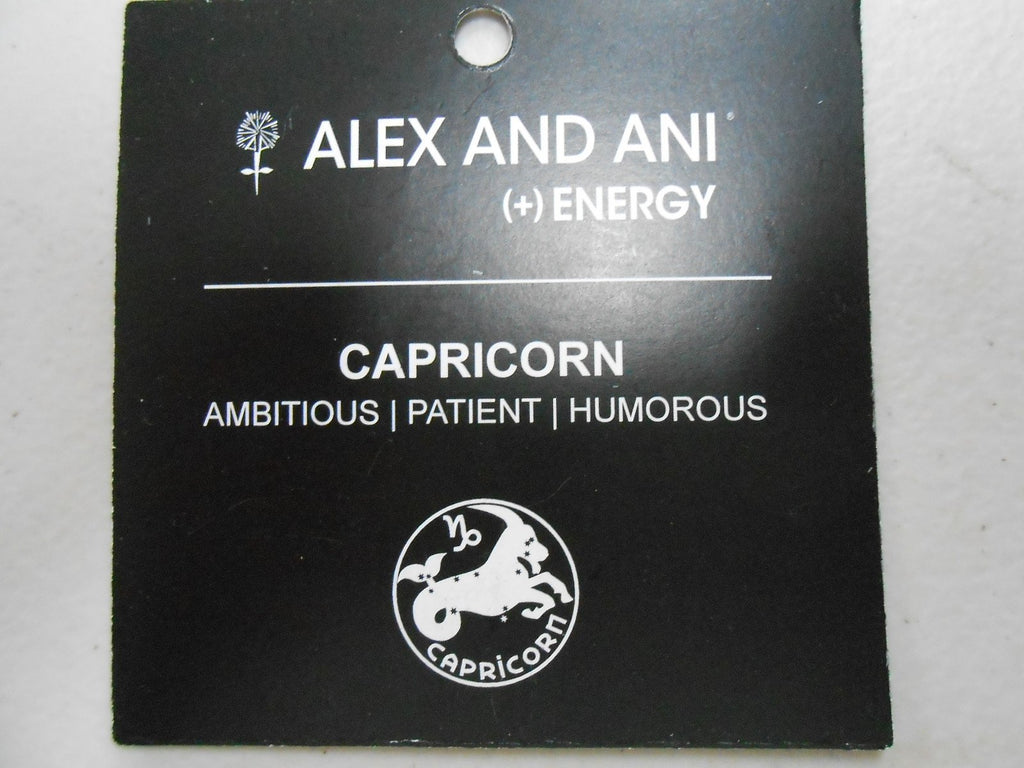 ALEX AND ANI
(+) ENERGY
CAPRICORN
AMBITIOUS | PATIENT | HUMOROUS
CAPRICORN